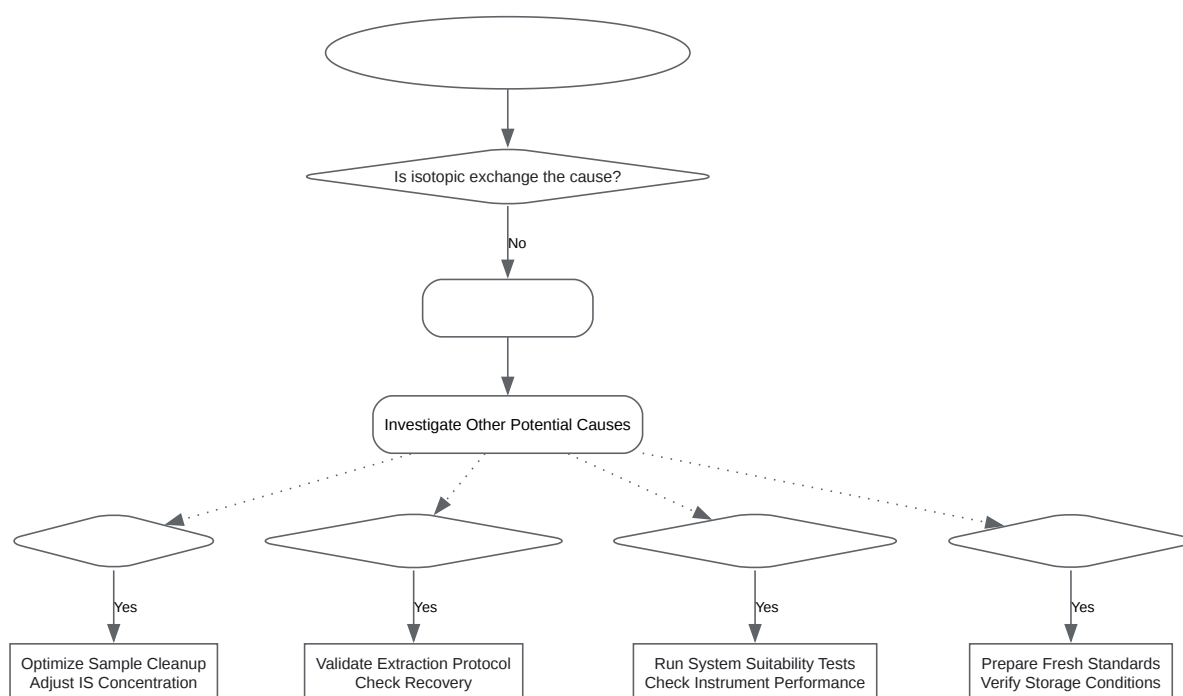 Is isotopic exchange the cause?
No
Investigate Other Potential Causes
Yes
Yes
Yes
Yes
Optimize Sample Cleanup
Adjust IS Concentration
Validate Extraction Protocol
Check Recovery
Run System Suitability Tests
Check Instrument Performance
Prepare Fresh Standards
Verify Storage Conditions